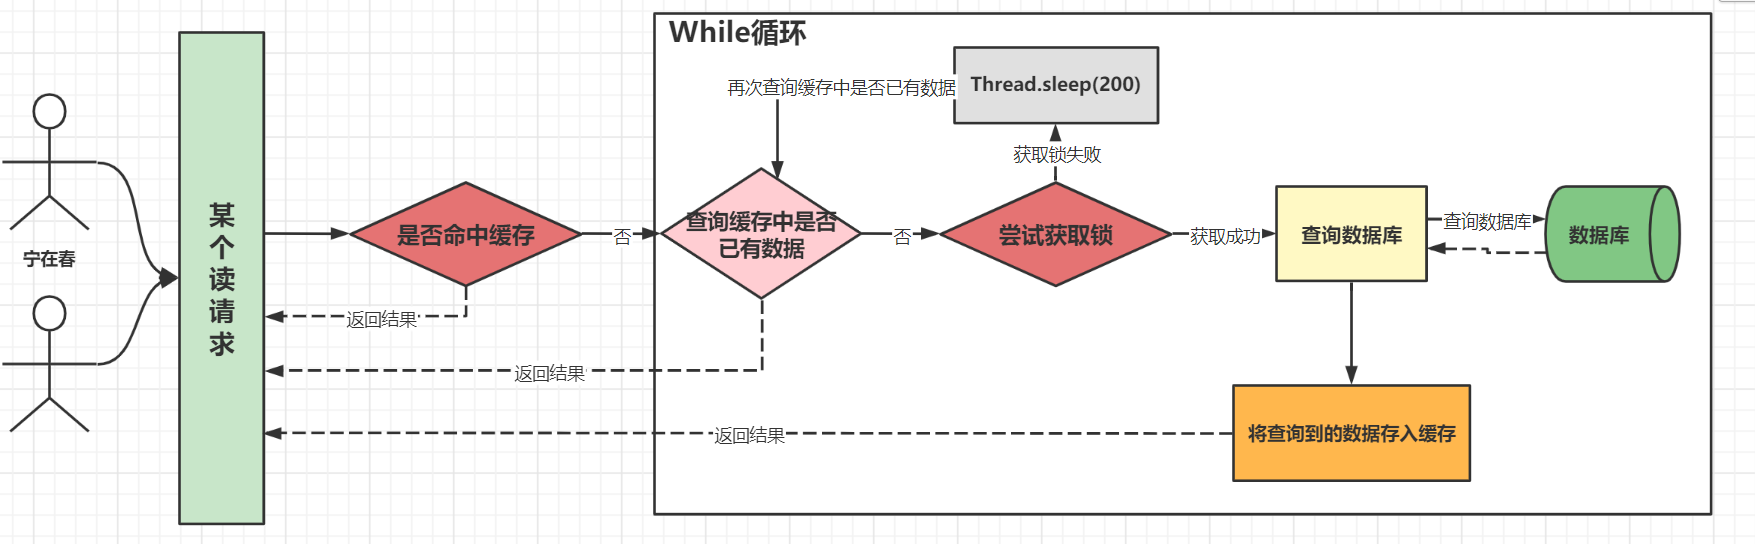 While循环
Thread.sleep(200)
再次查询缓存中是否已有数据
获取锁失败
宁在春
某
个
读
请
求
是否命中缓存
否
查询缓存中是否
已有数据
否
尝试获取锁
获取成功
查询数据库
查询数据库
数据库
返回结果
返回结果
返回结果
将查询到的数据存入缓存